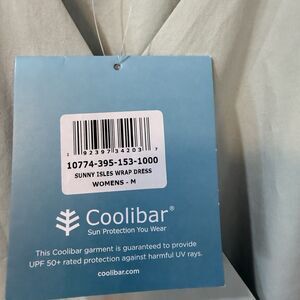 1 92397 34203 7
10774-395-153-1000
SUNNY ISLES WRAP DRESS
WOMENS - M
Coolibar®
Sun Protection You Wear
This Coolibar garment is guaranteed to provide
UPF 50+ rated protection against harmful UV rays.
coolibar.com